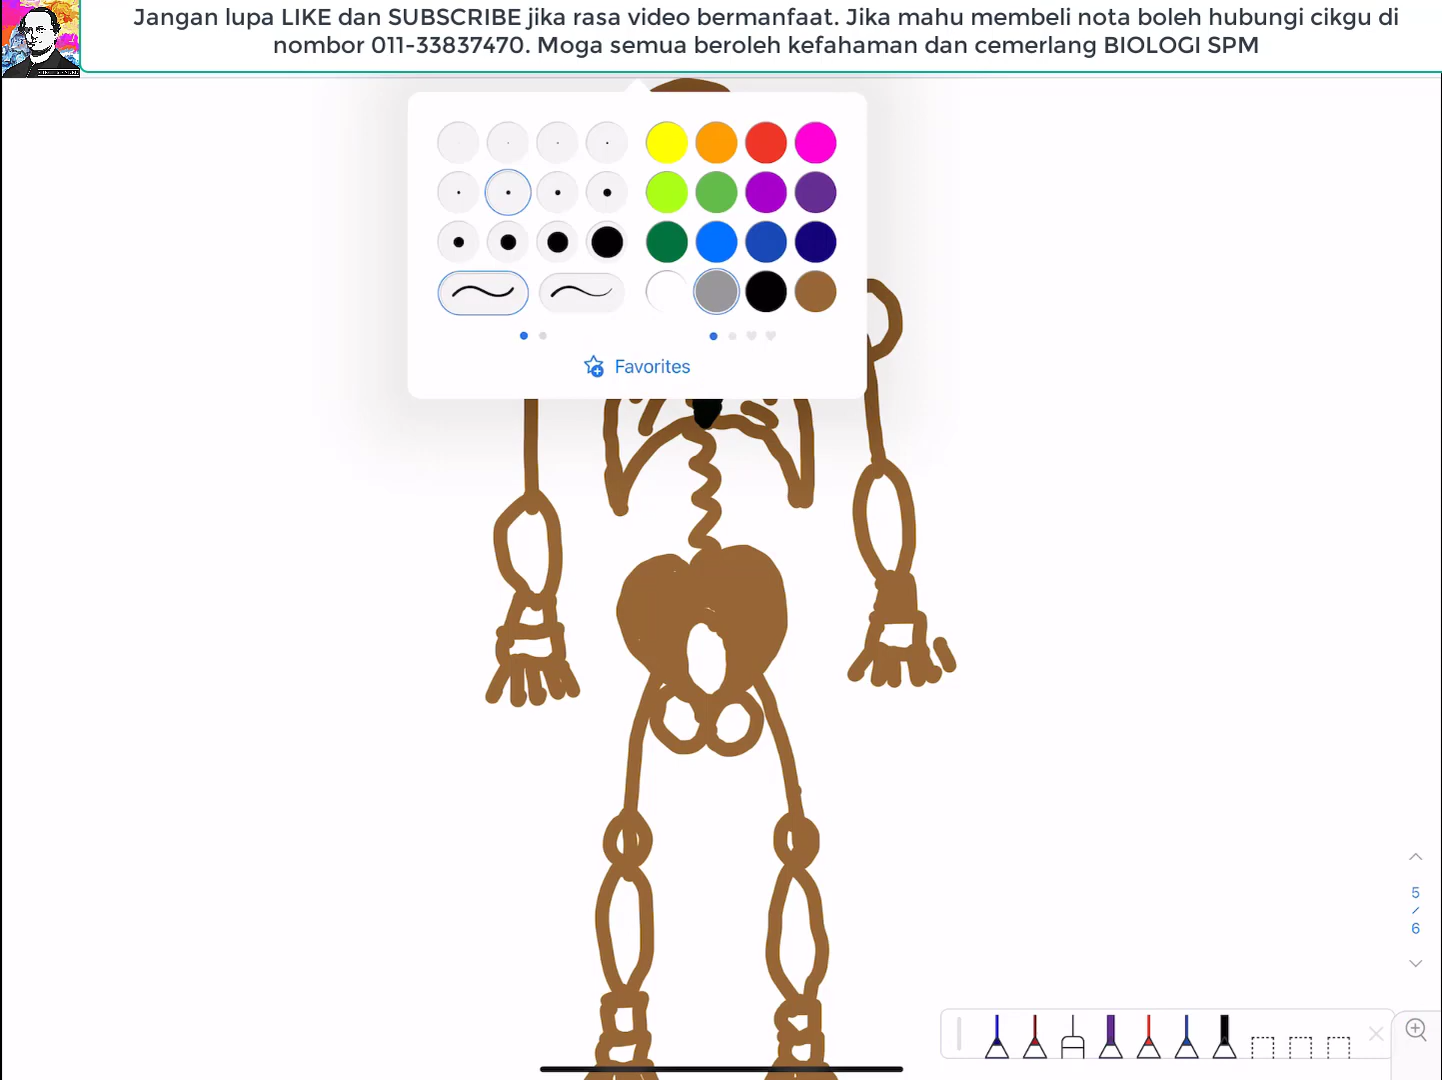 Jangan lupa LIKE dan SUBSCRIBE jika rasa video bermanfaat. Jika mahu membeli nota boleh hubungi cikgu di
nombor 011-33837470. Moga semua beroleh kefahaman dan cemerlang BIOLOGI SPM
Favorites
5
/
6